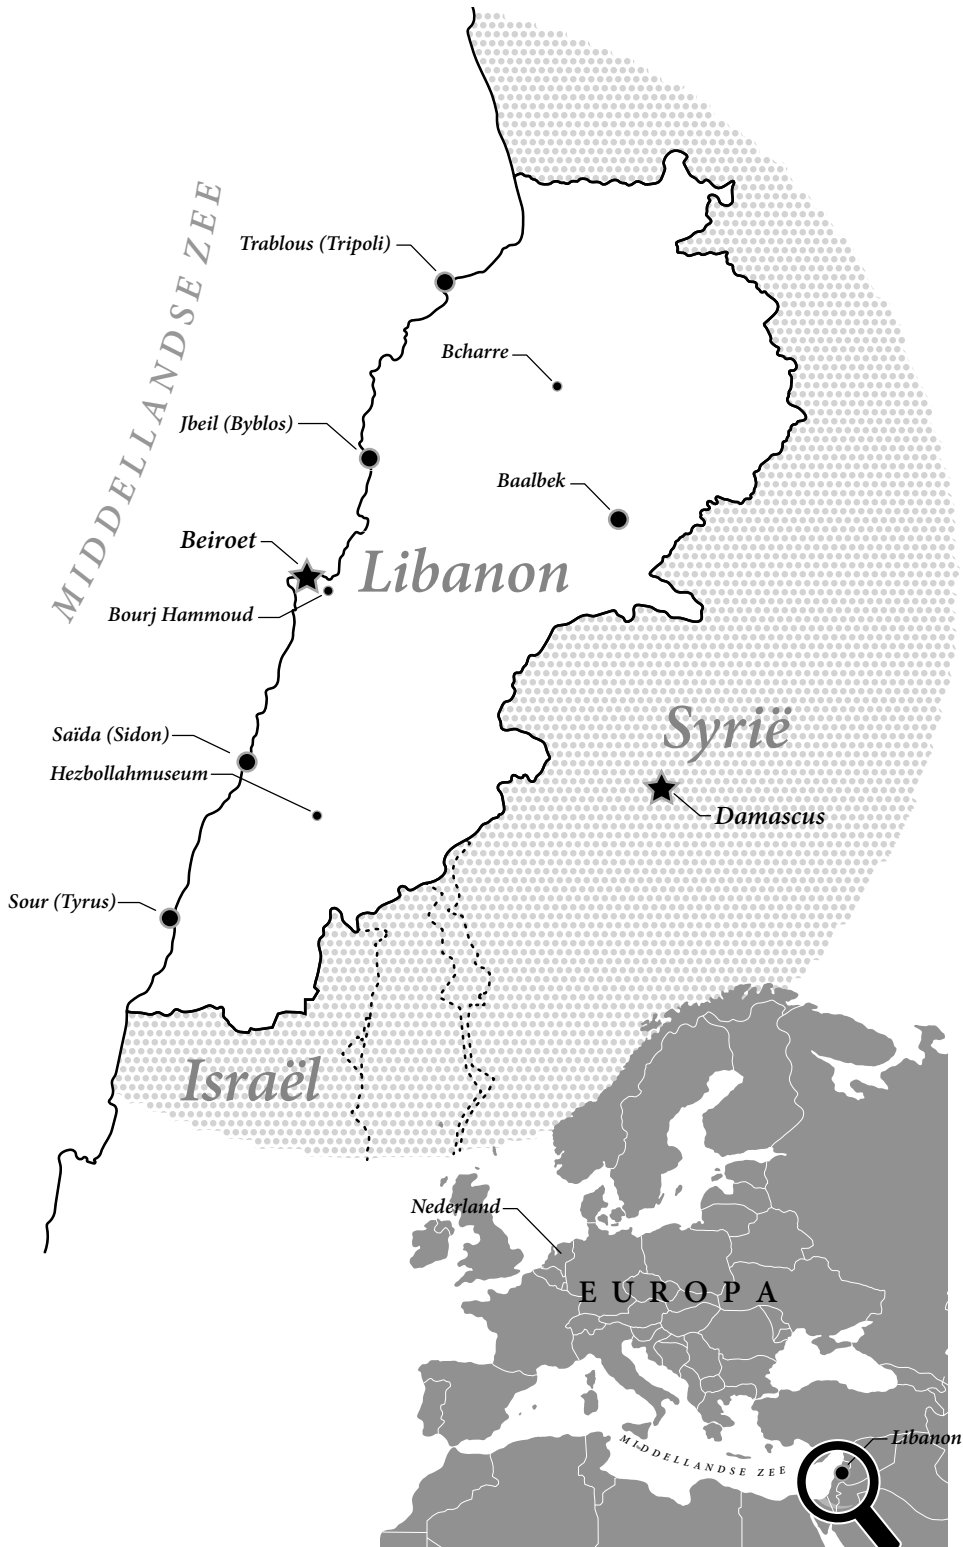 MIDDELLANDSE ZEE
Trablous (Tripoli)
Bcharre
Jbeil (Byblos)
Baalbek
Beiroet
Libanon
Bourj Hammoud
Syrië
Saïda (Sidon)
Hezbollahmuseum
Damascus
Sour (Tyrus)
Israël
Nederland
EUROPA
Libanon
MIDDELLANDSE ZEE